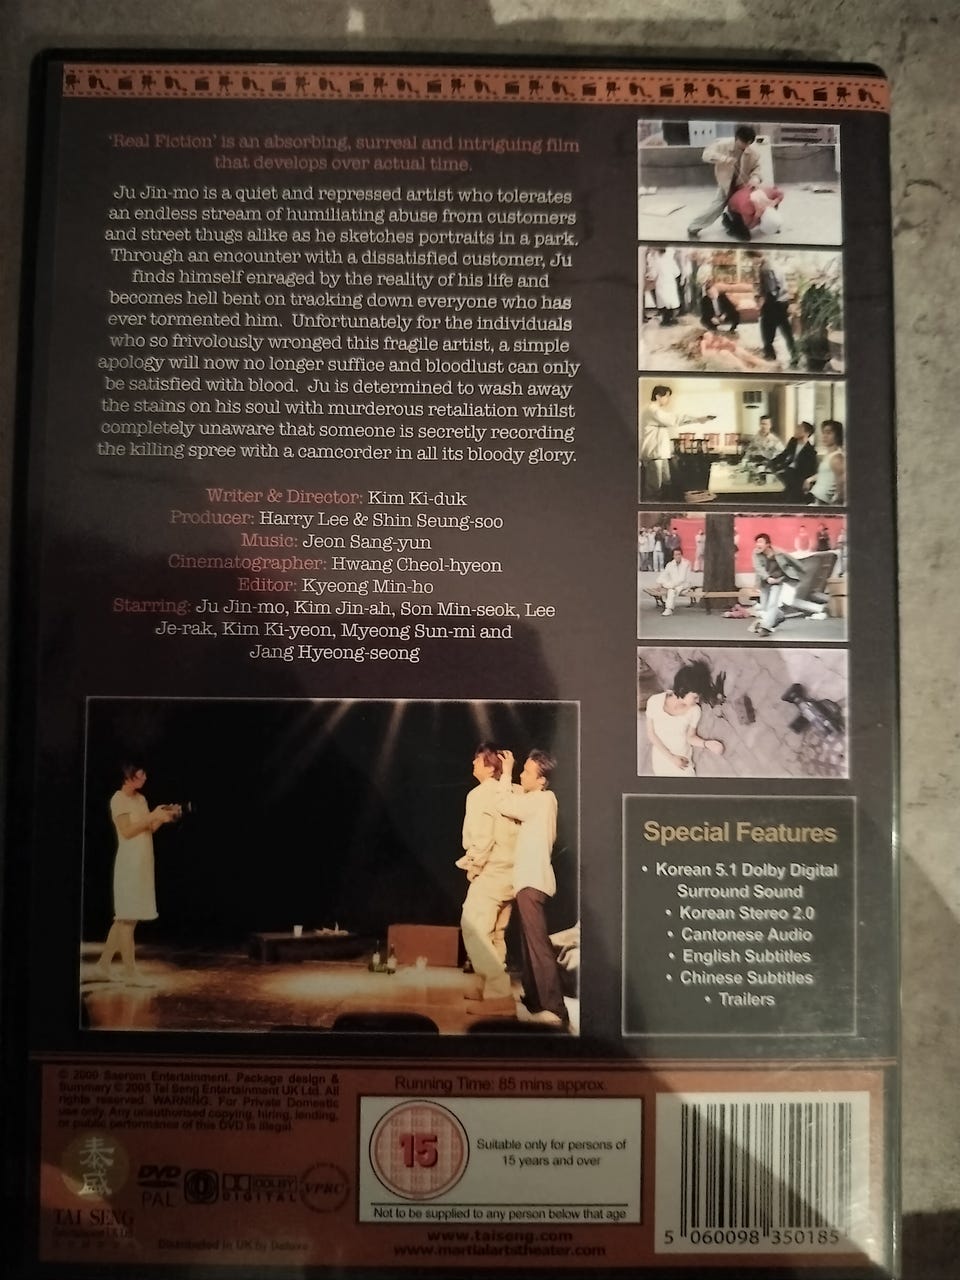 'Real Fiction' is an absorbing, surreal and intriguing film
that develops over actual time.
Ju Jin-mo is a quiet and repressed artist who tolerates
an endless stream of humiliating abuse from customers
and street thugs alike as he sketches portraits in a park.
Through an encounter with a dissatisfied customer, Ju
finds himself enraged by the reality of his life and
becomes hell bent on tracking down everyone who has
ever tormented him. Unfortunately for the individuals
who so frivolously wronged this fragile artist, a simple
apology will now no longer suffice and bloodlust can only
be satisfied with blood. Ju is determined to wash away
the stains on his soul with murderous retaliation whilst
completely unaware that someone is secretly recording
the killing spree with a camcorder in all its bloody glory.
Writer & Director: Kim Ki-duk
Producer: Harry Lee & Shin Seung-soo
Music: Jeon Sang-yun
Cinematographer: Hwang Cheol-hyeon
Editor: Kyeong Min-ho
Starring: Ju Jin-mo, Kim Jin-ah, Son Min-seok, Lee
Je-rak, Kim Ki-yeon, Myeong Sun-mi and
Jang Hyeong-seong
Special Features
• Korean 5.1 Dolby Digital
Surround Sound
• Korean Stereo 2.0
• Cantonese Audio
• English Subtitles
• Chinese Subtitles
• Trailers
© 2000 Saerom Entertainment. Package design &
Summary © 2005 Tai Seng Entertainment UK Ltd. All
rights reserved. WARNING: For Private Domestic
use only. Any unauthorised copying, hiring, lending,
or public performance of this DVD is illegal.
泰威
TAI SENG
Entertainment UK Ltd
DVD
PAL
0
DOLBY
DIGITAL
VPRC
Distributed in UK by Deluxe
Running Time: 85 mins approx.
15
Suitable only for persons of
15 years and over
Not to be supplied to any person below that age
www.taiseng.com
www.martialartstheater.com
5 060098 350185